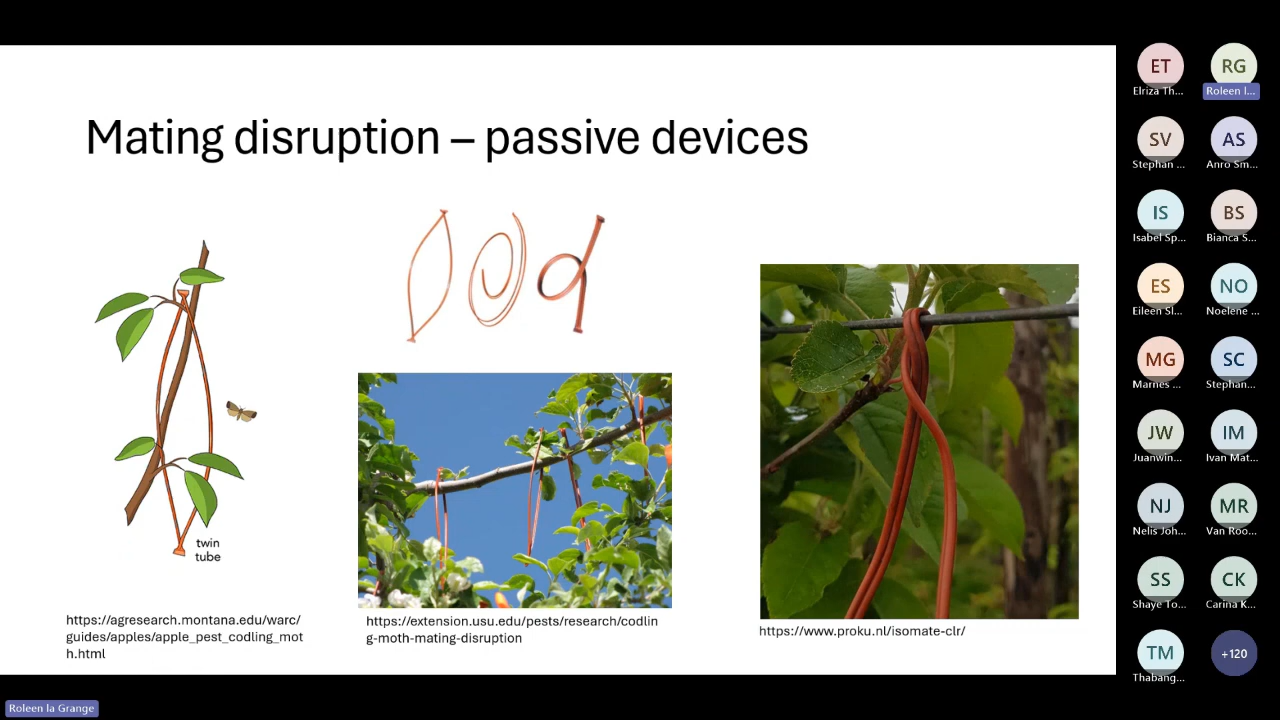 Mating disruption – passive devices
twin
tube
https://agresearch.montana.edu/warc/
guides/apples/apple_pest_codling_mot
h.html
https://extension.usu.edu/pests/research/codlin
g-moth-mating-disruption
https://www.proku.nl/isomate-clr/
ET
Elriza Th...
RG
Roleen l...
SV
Stephan ...
AS
Anro Sm...
IS
Isabel Sp...
BS
Bianca S...
ES
Eileen Sl...
NO
Noelene ...
MG
Marnes ...
SC
Stephan...
JW
Juanwin...
IM
Ivan Mat...
NJ
Nelis Joh...
MR
Van Roo...
SS
Shaye To...
CK
Carina K...
TM
Thabang...
+120
Roleen la Grange